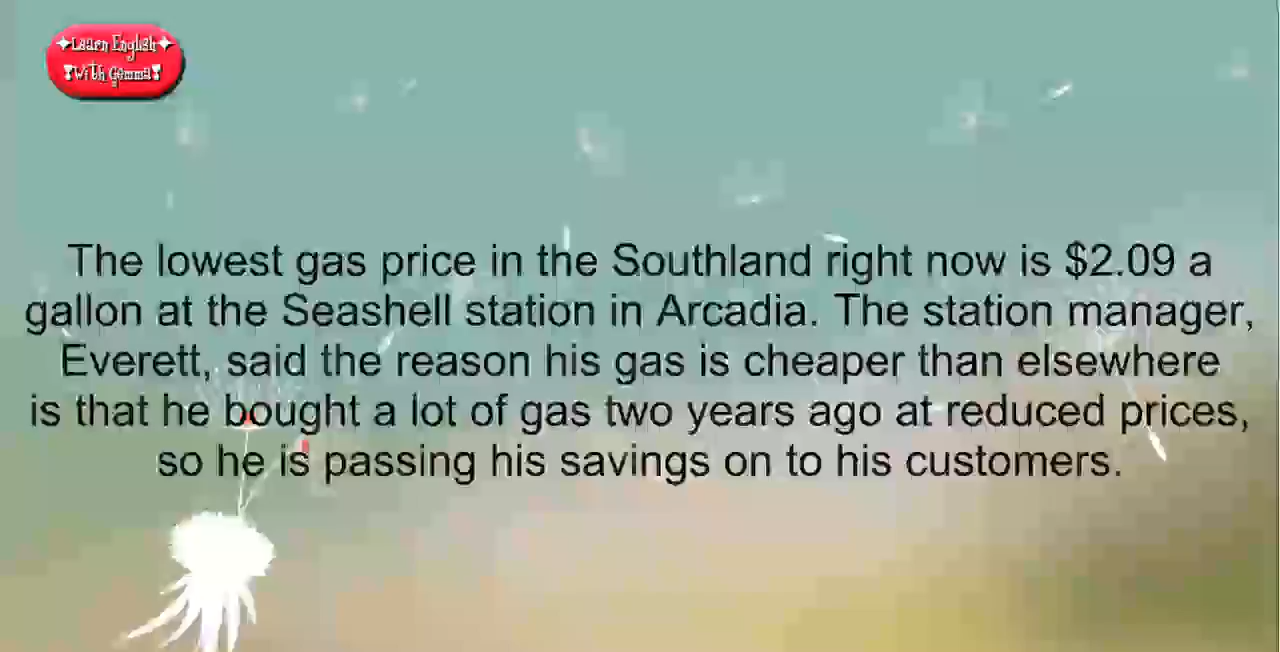 Learn English
With Gemma
The lowest gas price in the Southland right now is $2.09 a
gallon at the Seashell station in Arcadia. The station manager,
Everett, said the reason his gas is cheaper than elsewhere
is that he bought a lot of gas two years ago at reduced prices,
so he is passing his savings on to his customers.